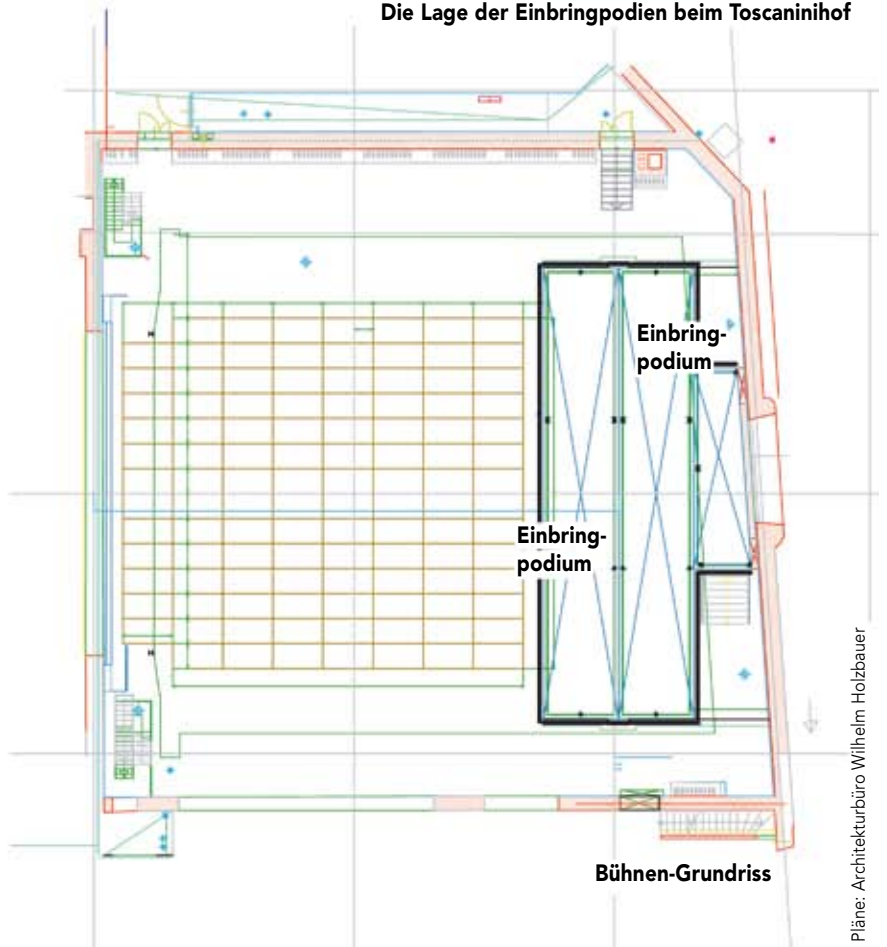 Die Lage der Einbringpodien beim Toscaninihof
Einbring-
podium
Einbring-
podium
Bühnen-Grundriss
Pläne: Architekturbüro Wilhelm Holzbauer